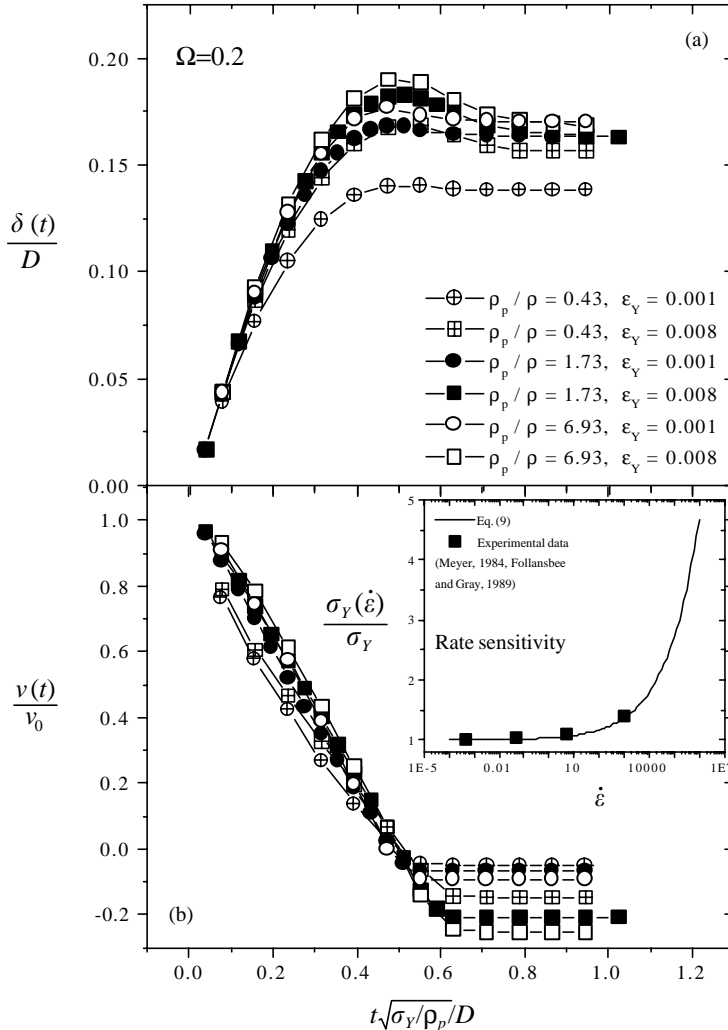 (a)
Ω=0.2
0.20
0.15
0.10
0.05
0.00
δ (t)
D
ρp / ρ = 0.43, εY = 0.001
ρp / ρ = 0.43, εY = 0.008
ρp / ρ = 1.73, εY = 0.001
ρp / ρ = 1.73, εY = 0.008
ρp / ρ = 6.93, εY = 0.001
ρp / ρ = 6.93, εY = 0.008
(b)
1.0
0.8
0.6
0.4
0.2
0.0
-0.2
v(t)
v0
5
4
3
2
1
Eq. (9)
Experimental data
(Meyer, 1984, Follansbee
and Gray, 1989)
σY(ε̇)
σY
Rate sensitivity
1E-5 0.01 10 10000 1E7
ε̇
0.0 0.2 0.4 0.6 0.8 1.0 1.2
t√σY/ρp/D